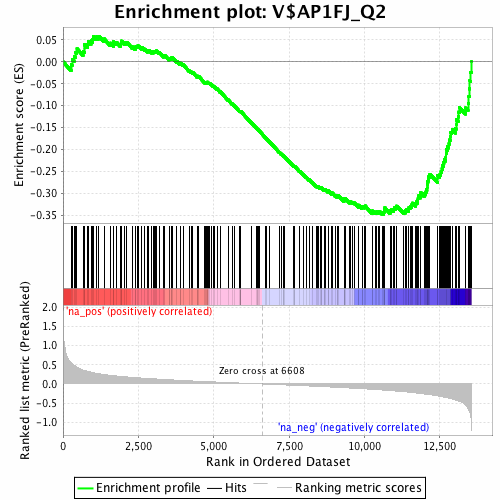 Enrichment plot: V$AP1FJ_Q2
Enrichment score (ES)
0.05
0.00
-0.05
-0.10
-0.15
-0.20
-0.25
-0.30
-0.35
'na_pos' (positively correlated)
Ranked list metric (PreRanked)
2.0
1.5
1.0
0.5
0.0
-0.5
-1.0
Zero cross at 6608
'na_neg' (negatively correlated)
0 2,500 5,000 7,500 10,000 12,500
Rank in Ordered Dataset
Enrichment profile Hits Ranking metric scores